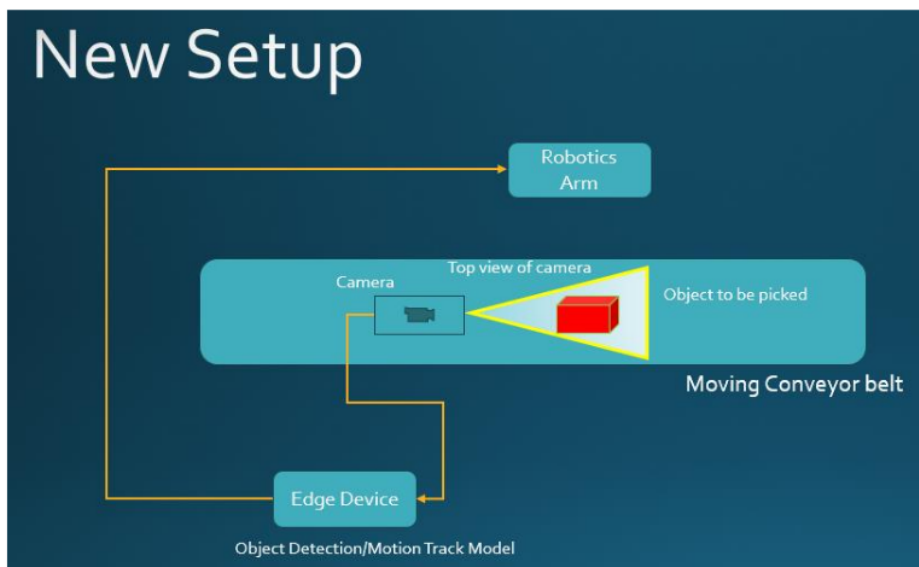 New Setup
Robotics
Arm
Top view of camera
Camera
Object to be picked
Moving Conveyor belt
Edge Device
Object Detection/Motion Track Model